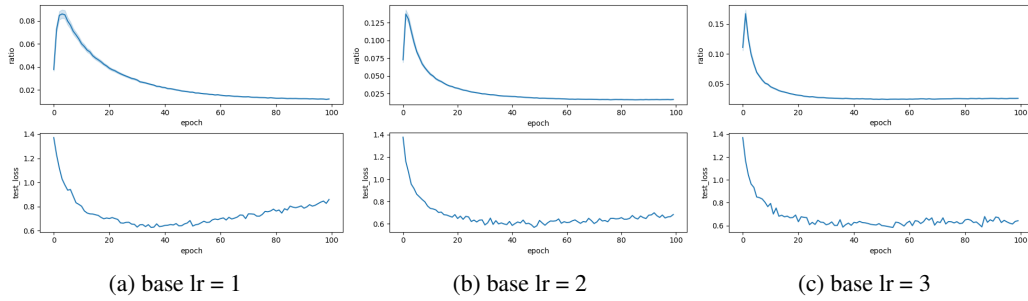 ratio
0.08
0.06
0.04
0.02
0 20 40 60 80 100
epoch
test_loss
1.4
1.2
1.0
0.8
0.6
0 20 40 60 80 100
epoch
(a) base lr = 1
ratio
0.125
0.100
0.075
0.050
0.025
0 20 40 60 80 100
epoch
test_loss
1.4
1.2
1.0
0.8
0.6
0 20 40 60 80 100
epoch
(b) base lr = 2
ratio
0.15
0.10
0.05
0 20 40 60 80 100
epoch
test_loss
1.4
1.2
1.0
0.8
0.6
0 20 40 60 80 100
epoch
(c) base lr = 3